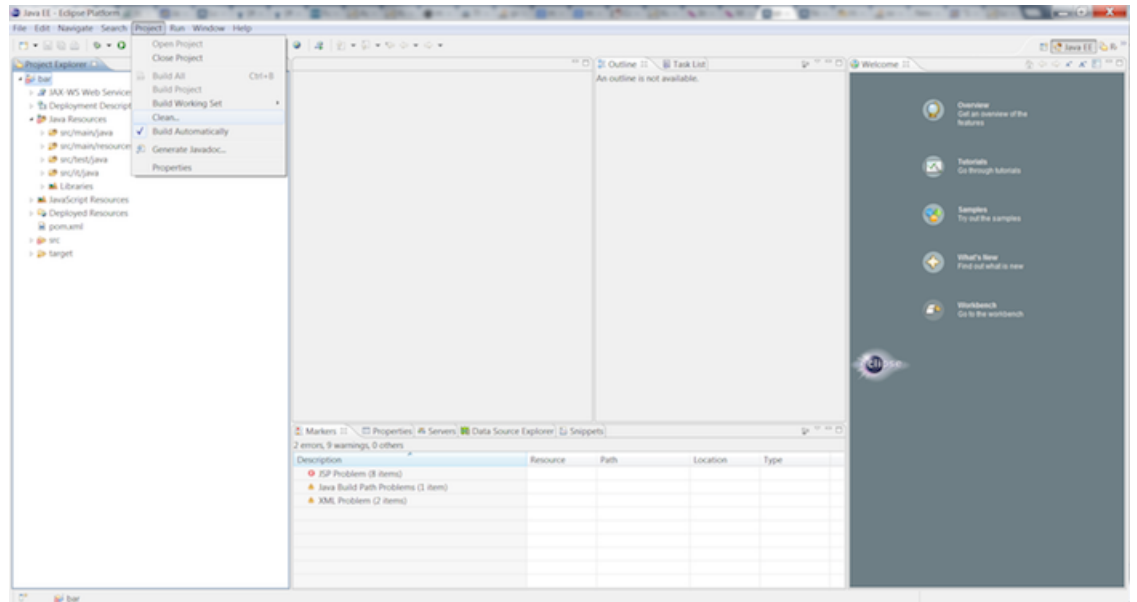 Java EE - Eclipse Platform
File Edit Navigate Search Project Run Window Help
Open Project
Close Project
Build All Ctrl+B
Build Project
Build Working Set
Clean...
Build Automatically
Generate Javadoc...
Properties
Java EE
Project Explorer
bar
JAX-WS Web Service
Deployment Descript
Java Resources
src/main/java
src/main/resource
src/test/java
src/it/java
Libraries
JavaScript Resources
Deployed Resources
pom.xml
src
target
Outline Task List
An outline is not available.
Welcome
Overview
Get an overview of the
features
Tutorials
Go through tutorials
Samples
Try out the samples
What's New
Find out what is new
Workbench
Go to the workbench
eclipse
Markers Properties Servers Data Source Explorer Snippets
2 errors, 9 warnings, 0 others
Description Resource Path Location Type
JSP Problem (8 items)
Java Build Path Problems (1 item)
XML Problem (2 items)
bar